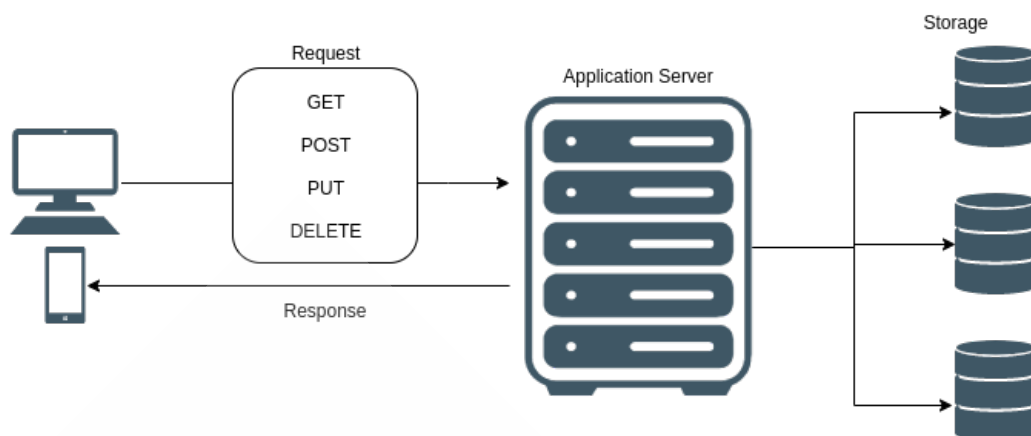 Storage
Request
Application Server
GET
POST
PUT
DELETE
Response